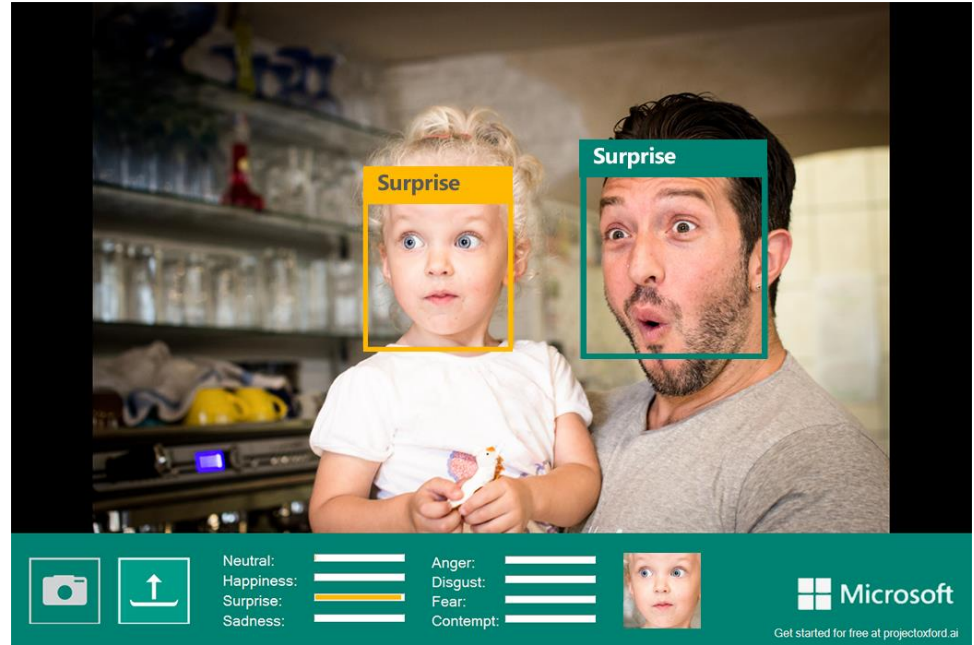 Surprise
Surprise
Neutral:
Happiness:
Surprise:
Sadness:
Anger:
Disgust:
Fear:
Contempt:
Microsoft
Get started for free at projectoxford.ai